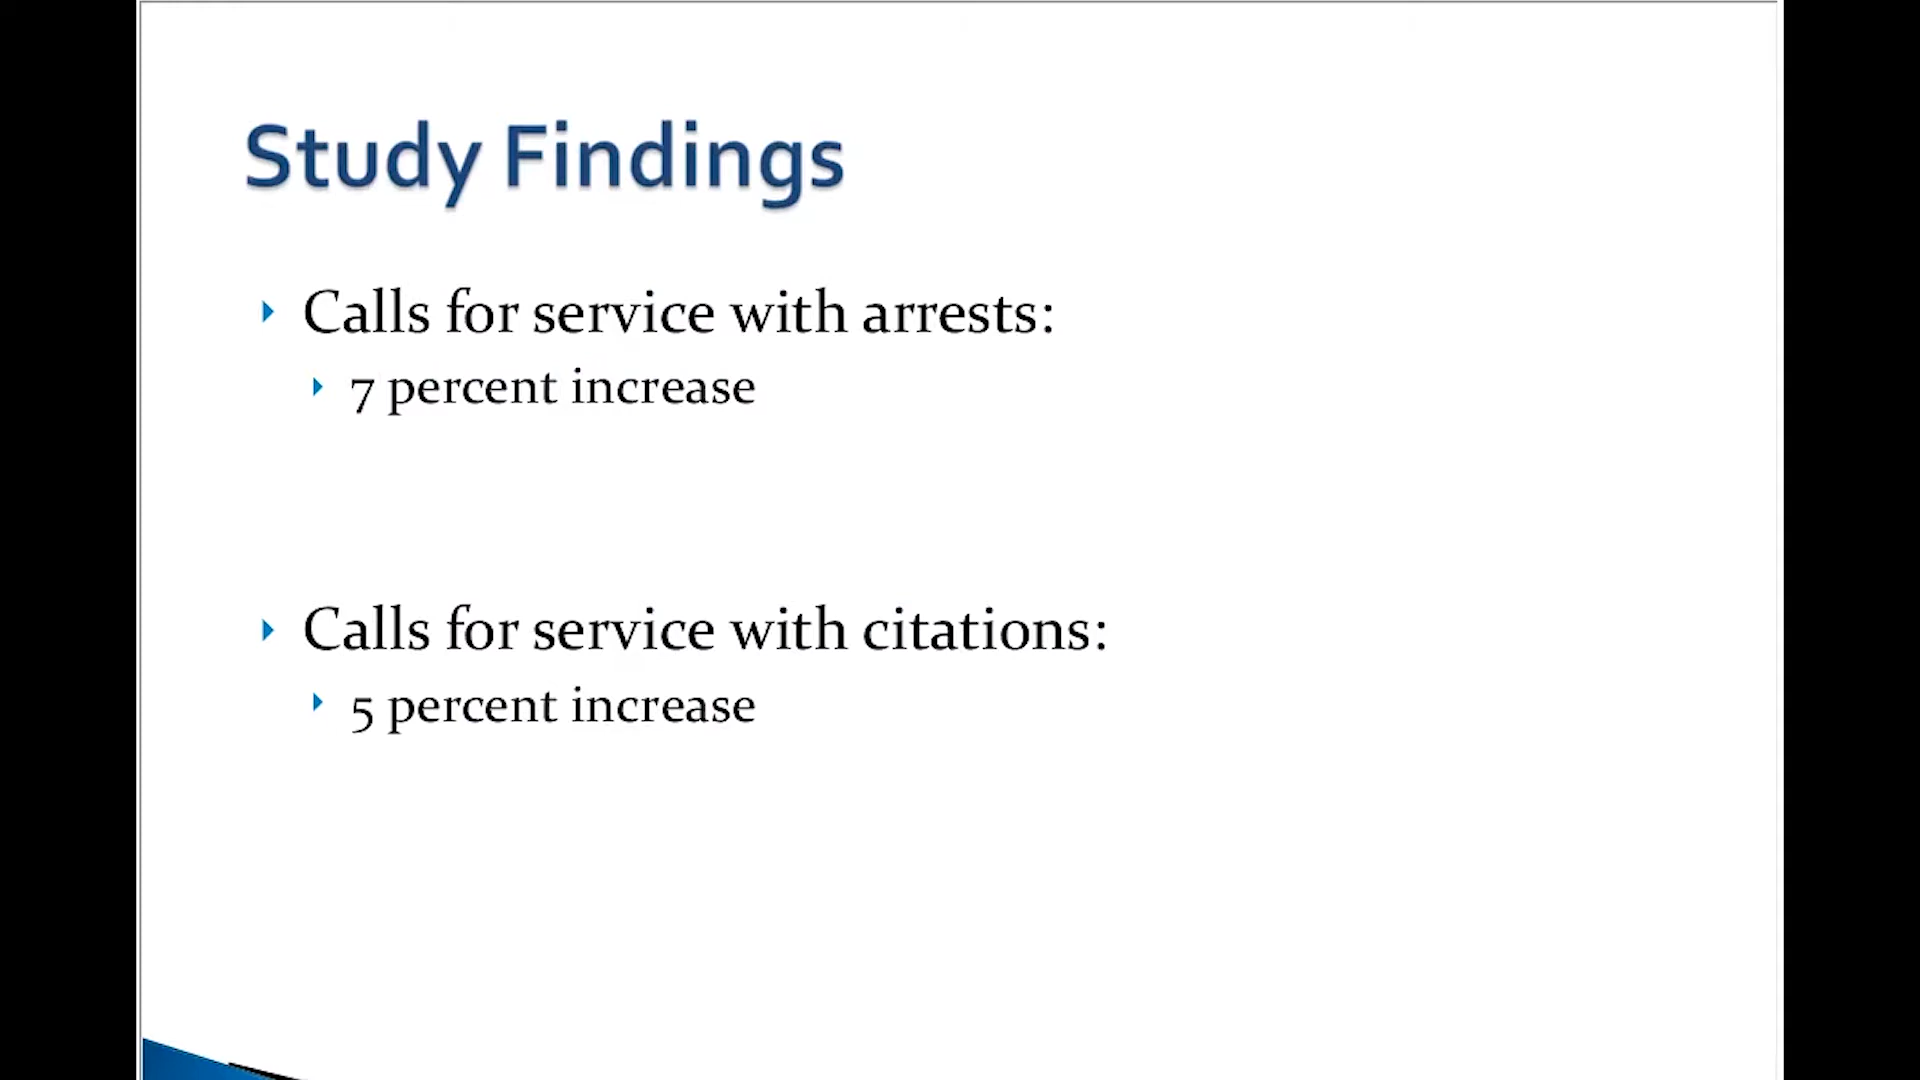 Study Findings
Calls for service with arrests:
7 percent increase
Calls for service with citations:
5 percent increase